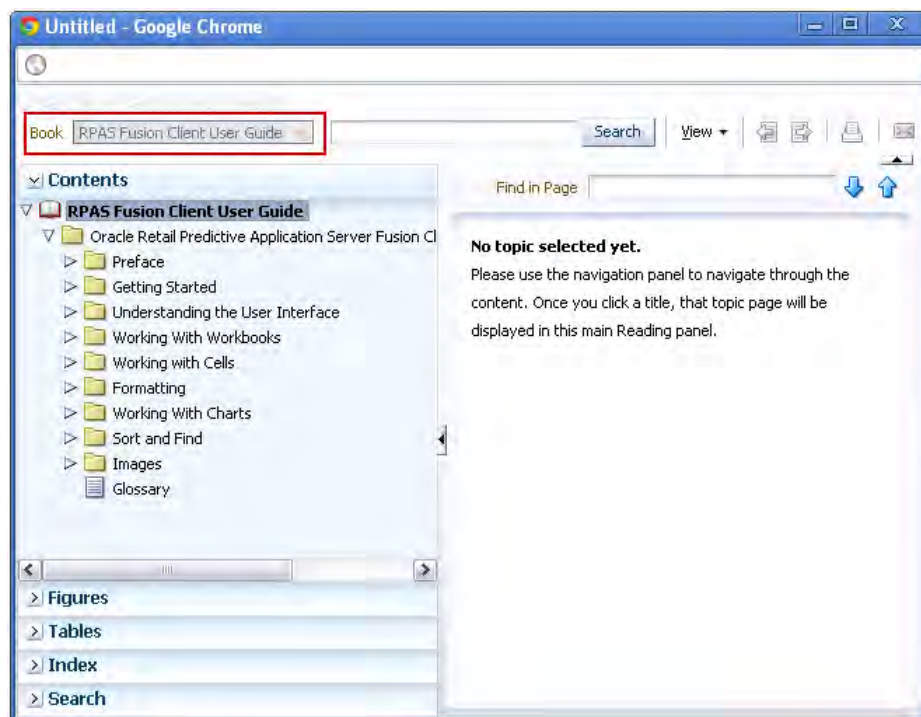 Untitled - Google Chrome
Book RPAS Fusion Client User Guide
Search View
Contents
RPAS Fusion Client User Guide
Oracle Retail Predictive Application Server Fusion Cl
Preface
Getting Started
Understanding the User Interface
Working With Workbooks
Working with Cells
Formatting
Working With Charts
Sort and Find
Images
Glossary
Figures
Tables
Index
Search
Find in Page
No topic selected yet.
Please use the navigation panel to navigate through the
content. Once you click a title, that topic page will be
displayed in this main Reading panel.